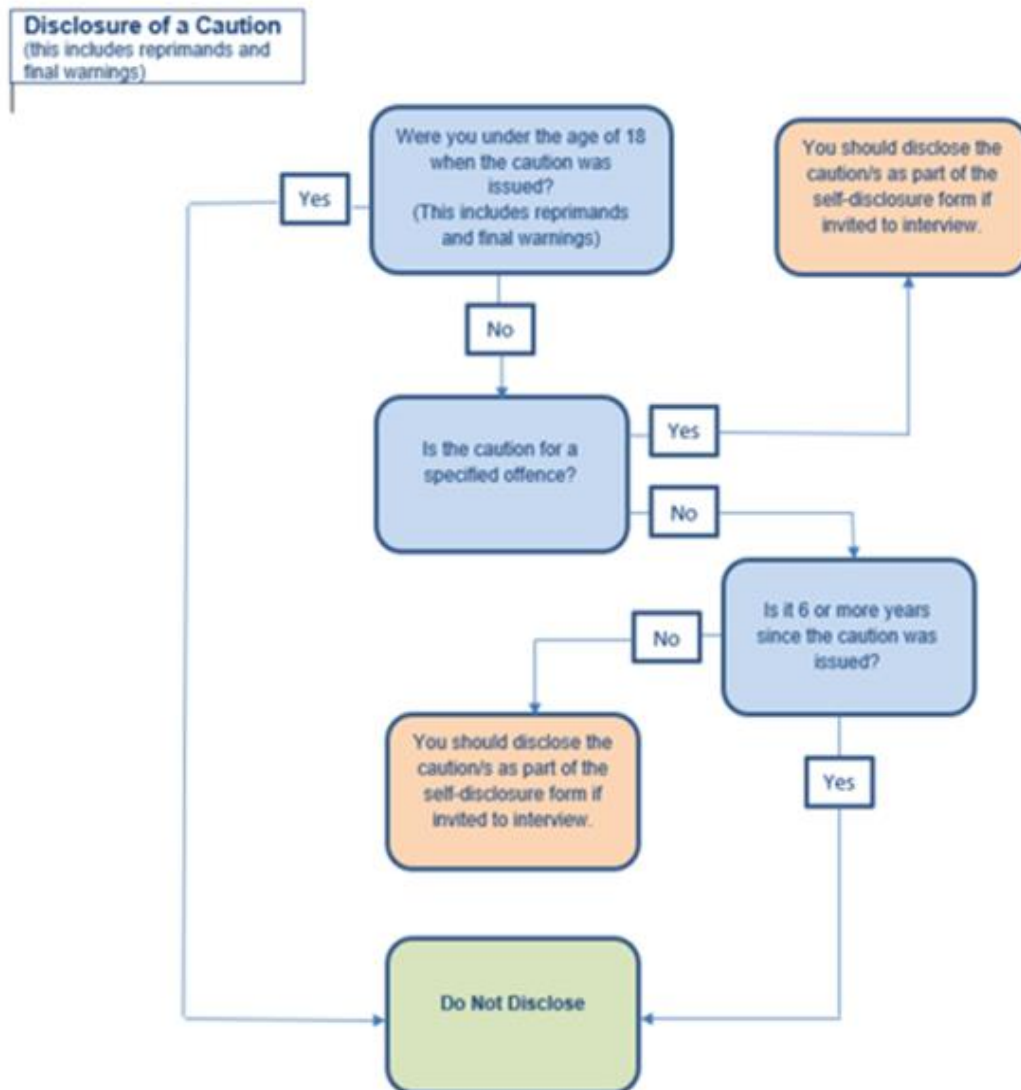 Disclosure of a Caution
(this includes reprimands and
final warnings)
Were you under the age of 18
when the caution was
issued?
(This includes reprimands
and final warnings)
Yes
You should disclose the
caution/s as part of the
self-disclosure form if
invited to interview.
No
Is the caution for a
specified offence?
Yes
No
Is it 6 or more years
since the caution was
issued?
No
You should disclose the
caution/s as part of the
self-disclosure form if
invited to interview.
Yes
Do Not Disclose